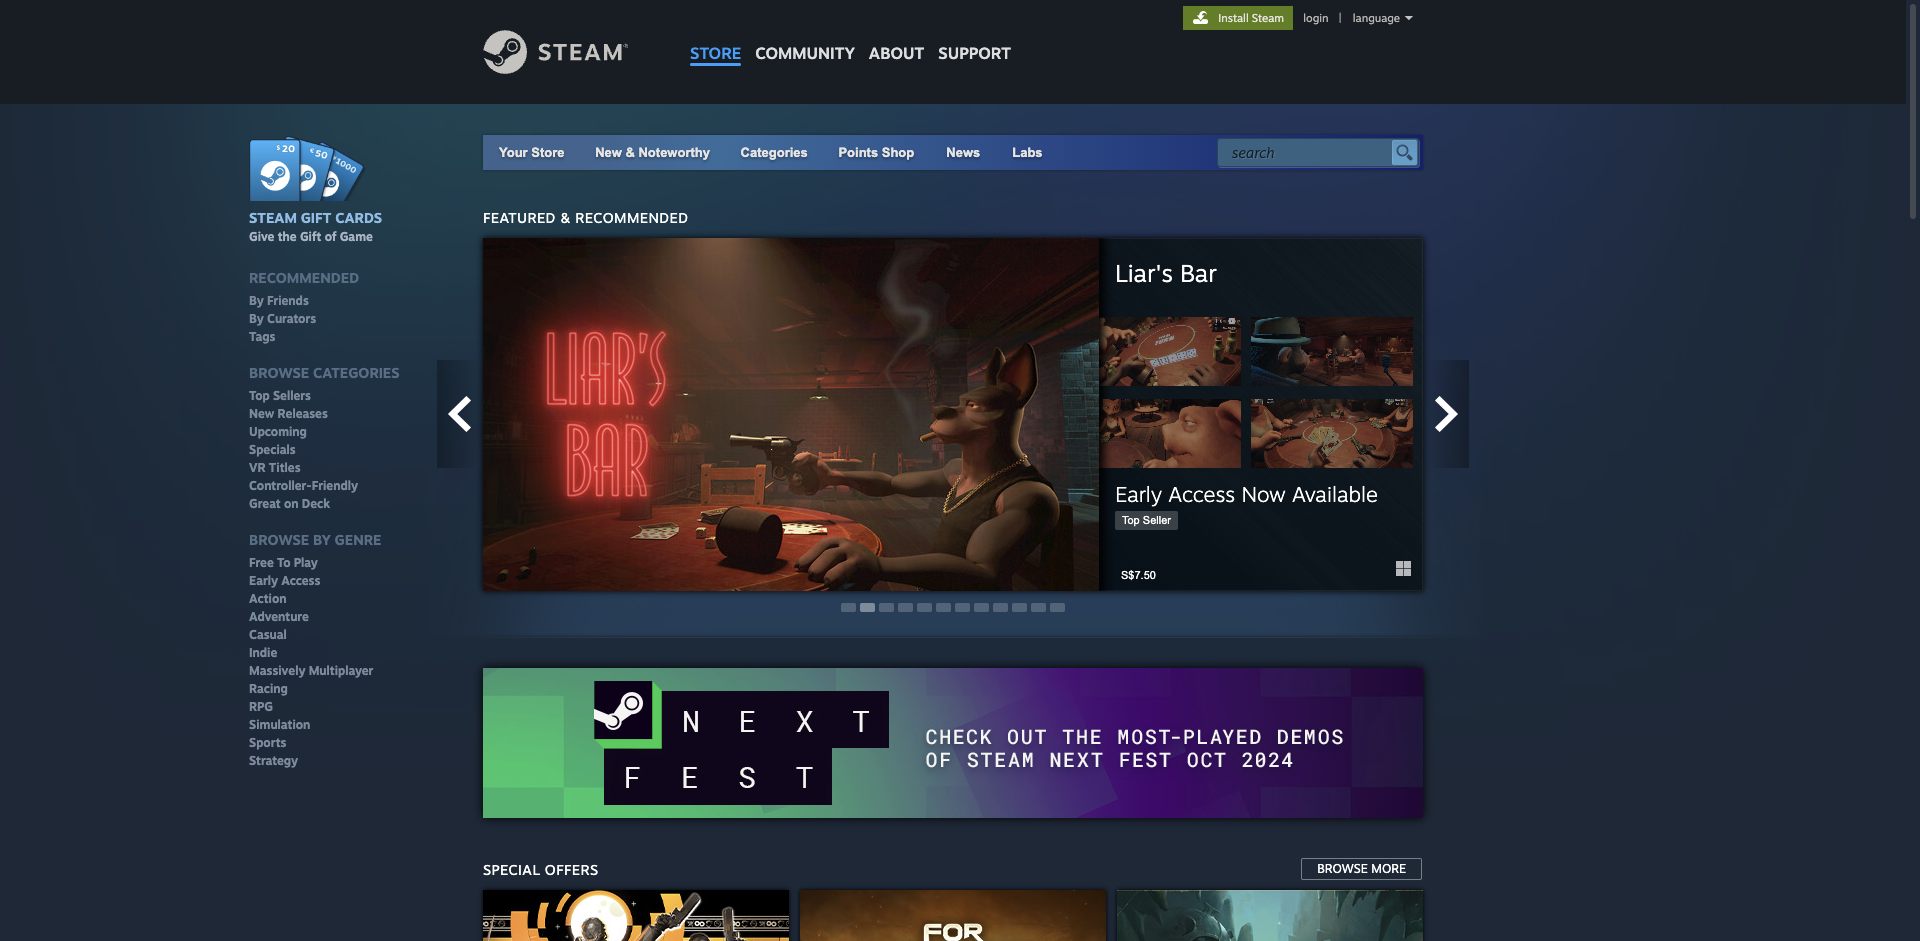 Install Steam
login | language
STEAM
STORE COMMUNITY ABOUT SUPPORT
$20 €50 $1000
STEAM GIFT CARDS
Give the Gift of Game
RECOMMENDED
By Friends
By Curators
Tags
BROWSE CATEGORIES
Top Sellers
New Releases
Upcoming
Specials
VR Titles
Controller-Friendly
Great on Deck
BROWSE BY GENRE
Free To Play
Early Access
Action
Adventure
Casual
Indie
Massively Multiplayer
Racing
RPG
Simulation
Sports
Strategy
Your Store New & Noteworthy Categories Points Shop News Labs search
FEATURED & RECOMMENDED
LIAR'S
BAR
Liar's Bar
Early Access Now Available
Top Seller
S$7.50
NEXT
FEST
CHECK OUT THE MOST-PLAYED DEMOS
OF STEAM NEXT FEST OCT 2024
SPECIAL OFFERS
BROWSE MORE
FOR